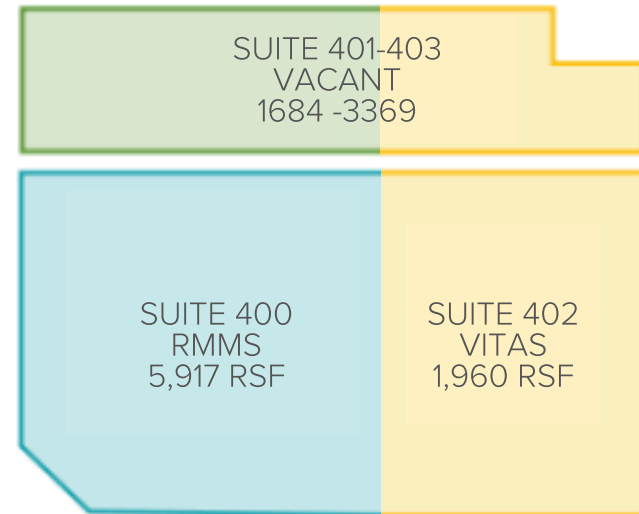 SUITE 401-403
VACANT
1684 -3369
SUITE 400
RMMS
5,917 RSF
SUITE 402
VITAS
1,960 RSF